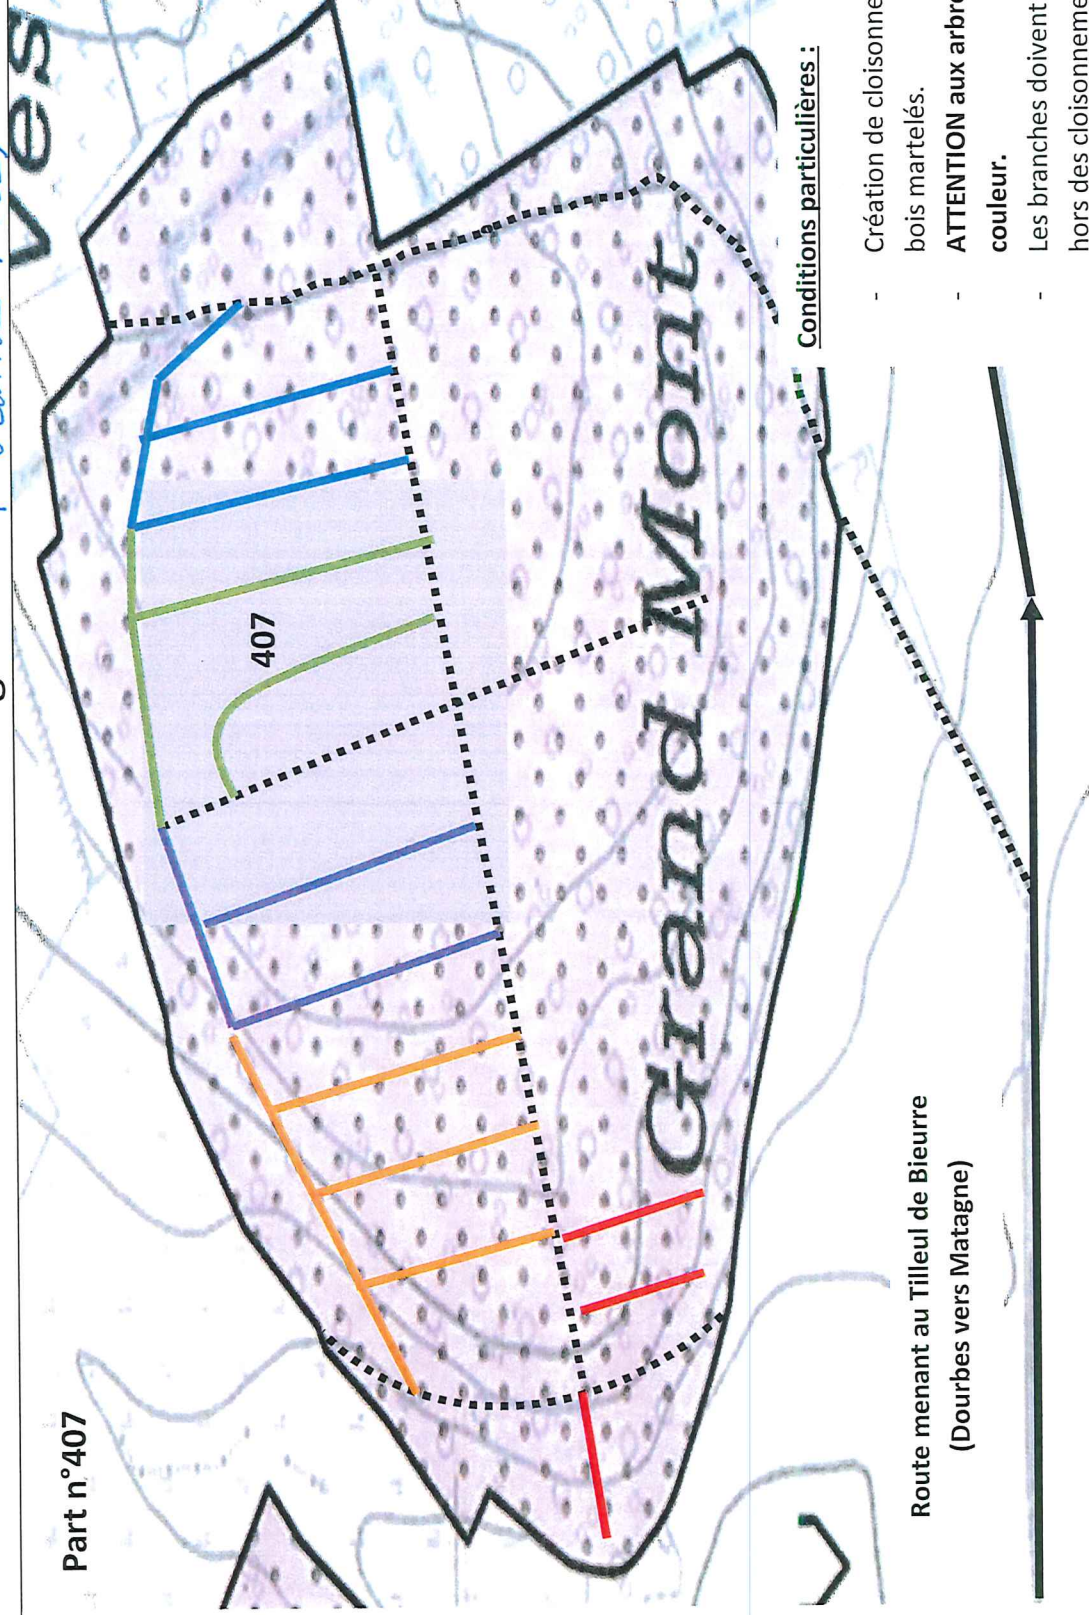 Part n°407
407
Grand Mont
Conditions particulières :
- Création de cloisonne
bois martelés.
- ATTENTION aux arbre
couleur.
- Les branches doivent
hors des cloisonneme
Route menant au Tilleul de Bieurre
(Dourbes vers Matagne)